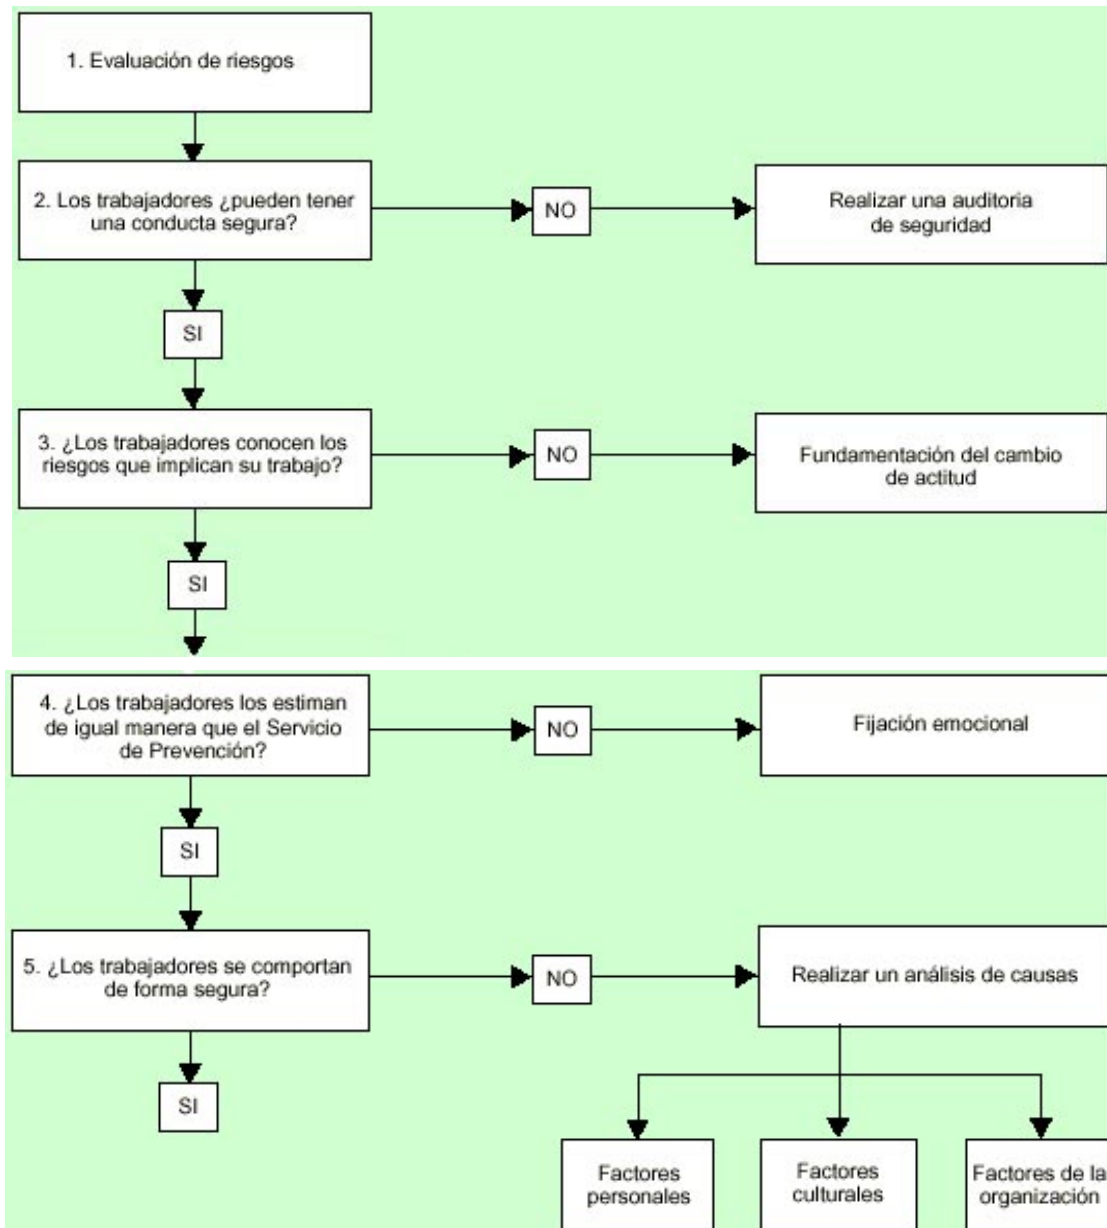 1. Evaluación de riesgos
2. Los trabajadores ¿pueden tener
una conducta segura?
NO
Realizar una auditoria
de seguridad
SI
3. ¿Los trabajadores conocen los
riesgos que implican su trabajo?
NO
Fundamentación del cambio
de actitud
SI
4. ¿Los trabajadores los estiman
de igual manera que el Servicio
de Prevención?
NO
Fijación emocional
SI
5. ¿Los trabajadores se comportan
de forma segura?
NO
Realizar un análisis de causas
SI
Factores
personales
Factores
culturales
Factores de la
organización